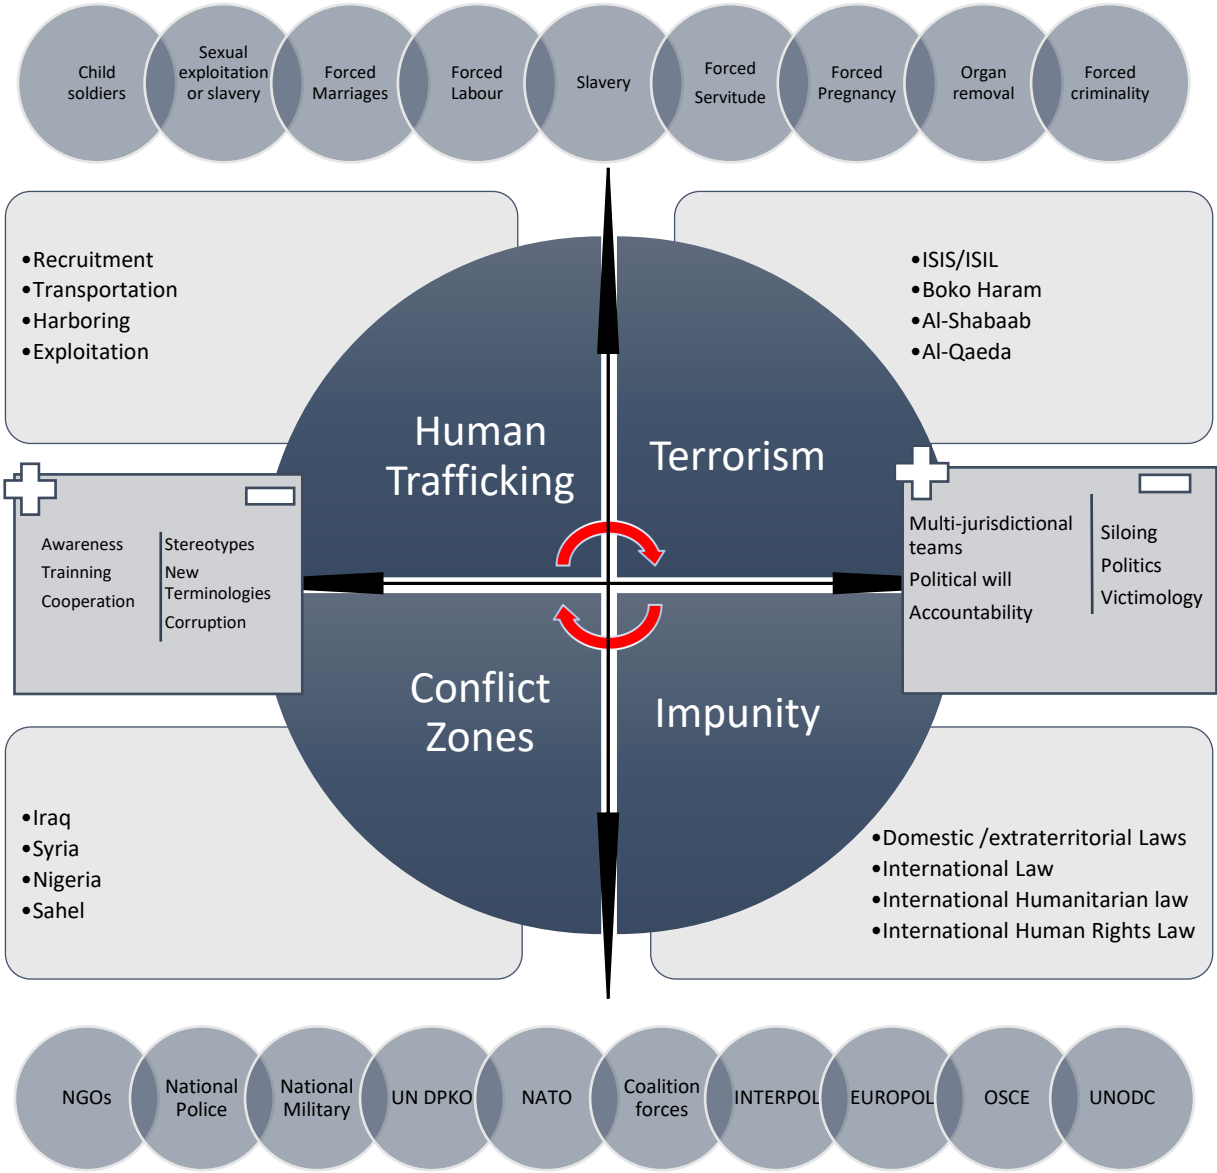 Child
soldiers
Sexual
exploitation
or slavery
Forced
Marriages
Forced
Labour
Slavery
Forced
Servitude
Forced
Pregnancy
Organ
removal
Forced
criminality
•Recruitment
•Transportation
•Harboring
•Exploitation
•ISIS/ISIL
•Boko Haram
•Al-Shabaab
•Al-Qaeda
Human
Trafficking
Terrorism
Awareness
Trainning
Cooperation
Stereotypes
New
Terminologies
Corruption
Multi-jurisdictional
teams
Political will
Accountability
Siloing
Politics
Victimology
Conflict
Zones
Impunity
•Iraq
•Syria
•Nigeria
•Sahel
•Domestic /extraterritorial Laws
•International Law
•International Humanitarian law
•International Human Rights Law
NGOs
National
Police
National
Military
UN DPKO
NATO
Coalition
forces
INTERPOL
EUROPOL
OSCE
UNODC